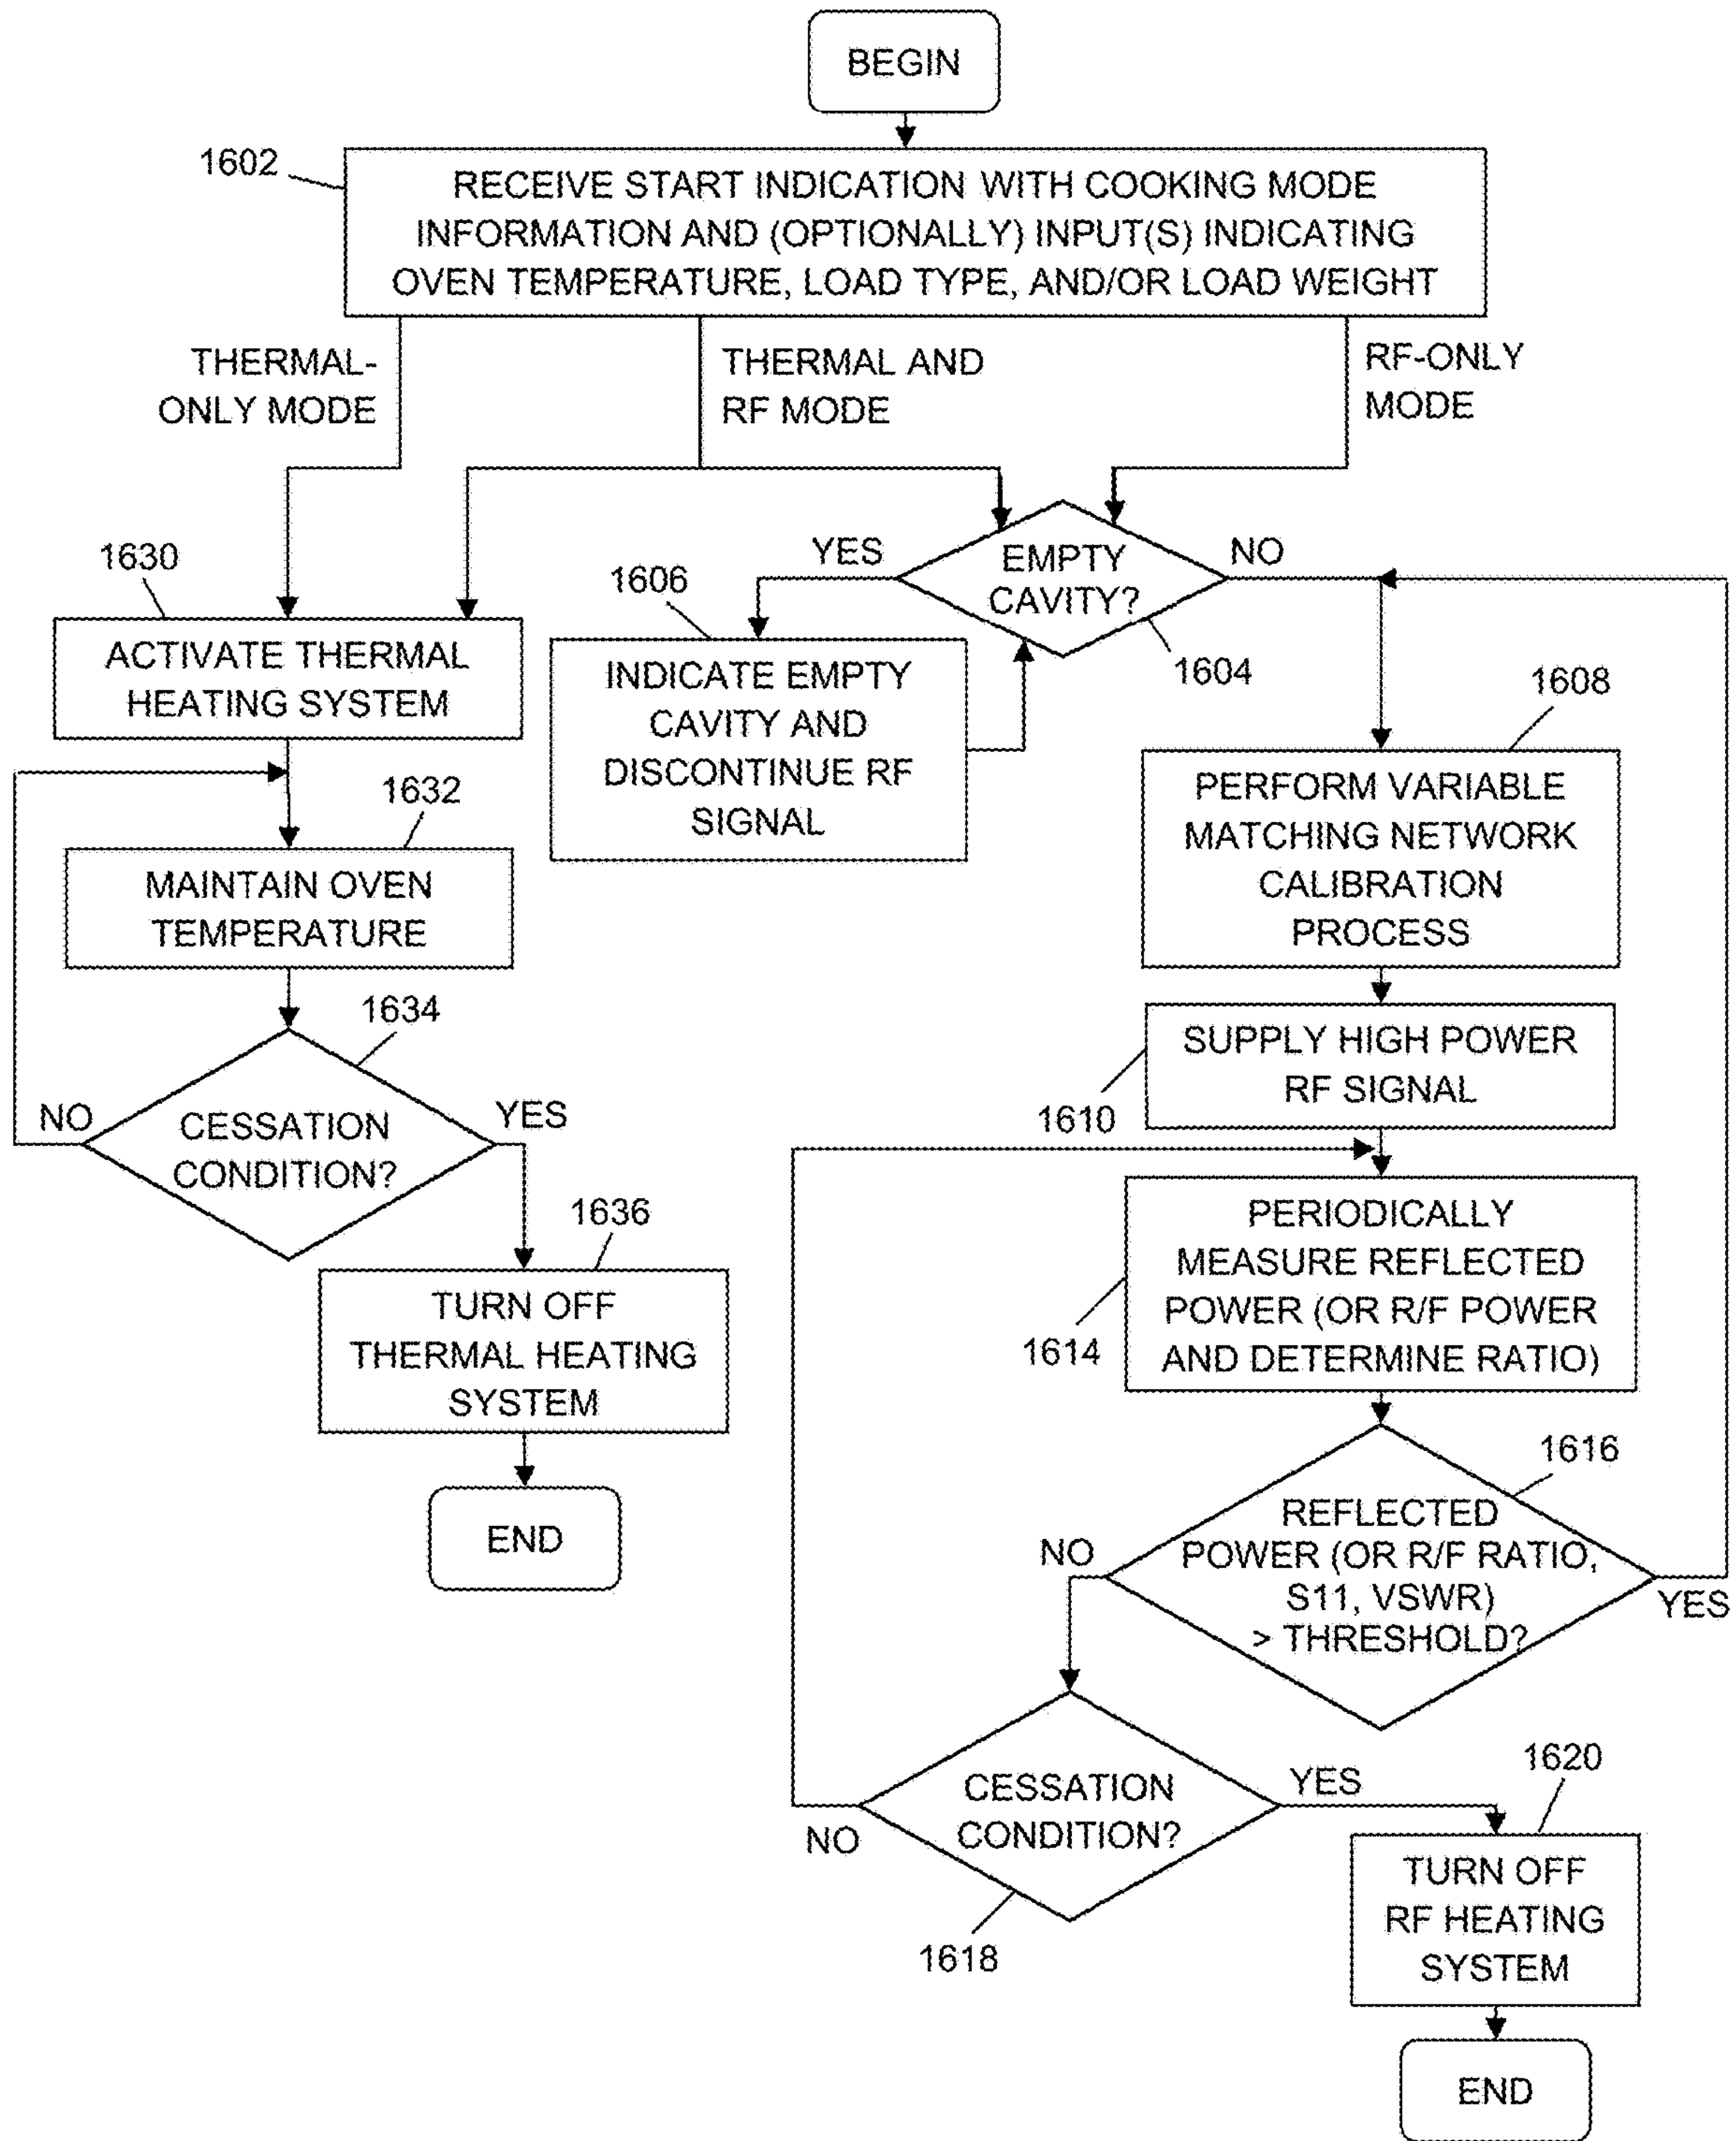 BEGIN
1602
RECEIVE START INDICATION WITH COOKING MODE
INFORMATION AND (OPTIONALLY) INPUT(S) INDICATING
OVEN TEMPERATURE, LOAD TYPE, AND/OR LOAD WEIGHT
THERMAL-
ONLY MODE
THERMAL AND
RF MODE
RF-ONLY
MODE
1630
ACTIVATE THERMAL
HEATING SYSTEM
1632
MAINTAIN OVEN
TEMPERATURE
1634
NO
CESSATION
CONDITION?
YES
1636
TURN OFF
THERMAL HEATING
SYSTEM
END
YES
EMPTY
CAVITY?
NO
1604
1606
INDICATE EMPTY
CAVITY AND
DISCONTINUE RF
SIGNAL
1608
PERFORM VARIABLE
MATCHING NETWORK
CALIBRATION
PROCESS
SUPPLY HIGH POWER
RF SIGNAL
1610
PERIODICALLY
MEASURE REFLECTED
POWER (OR R/F POWER
AND DETERMINE RATIO)
1614
1616
NO
REFLECTED
POWER (OR R/F RATIO,
S11, VSWR)
> THRESHOLD?
YES
CESSATION
CONDITION?
NO
YES
1618
1620
TURN OFF
RF HEATING
SYSTEM
END